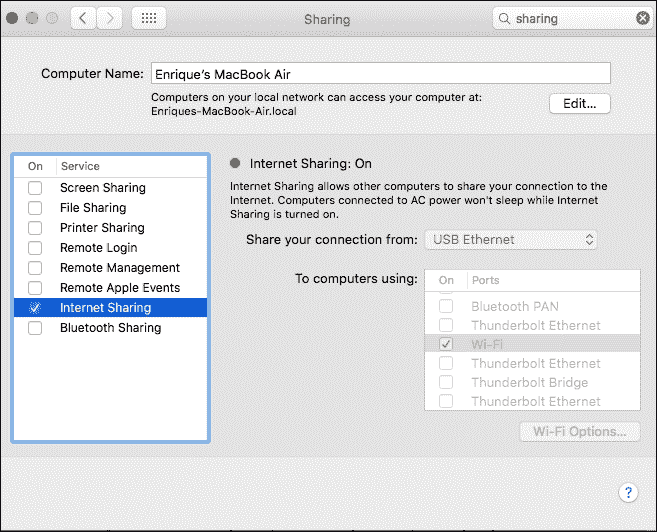 Sharing
sharing
Computer Name:
Enrique's MacBook Air
Computers on your local network can access your computer at:
Enriques-MacBook-Air.local
Edit...
On
Service
Screen Sharing
File Sharing
Printer Sharing
Remote Login
Remote Management
Remote Apple Events
Internet Sharing
Bluetooth Sharing
Internet Sharing: On
Internet Sharing allows other computers to share your connection to the
Internet. Computers connected to AC power won't sleep while Internet
Sharing is turned on.
Share your connection from:
USB Ethernet
To computers using:
On
Ports
Bluetooth PAN
Thunderbolt Ethernet
Wi-Fi
Thunderbolt Ethernet
Thunderbolt Bridge
Thunderbolt Ethernet
Wi-Fi Options...
?